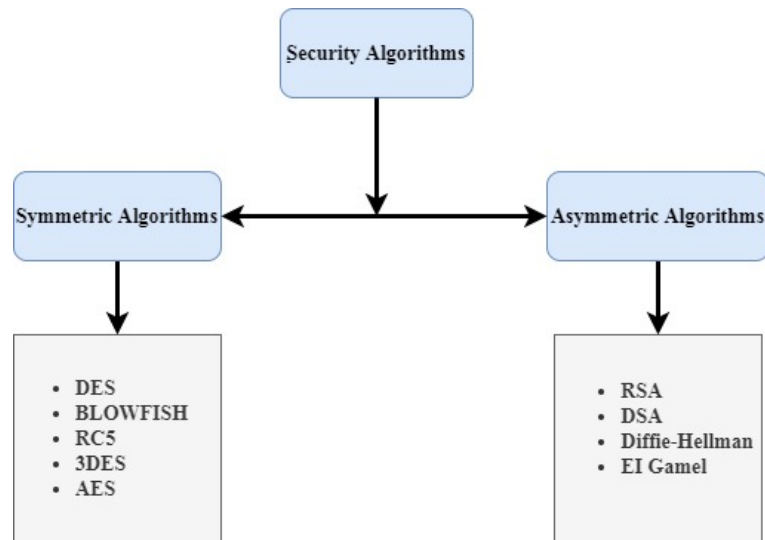 Security Algorithms
Symmetric Algorithms
Asymmetric Algorithms
• DES
• BLOWFISH
• RC5
• 3DES
• AES
• RSA
• DSA
• Diffie-Hellman
• EI Gamel